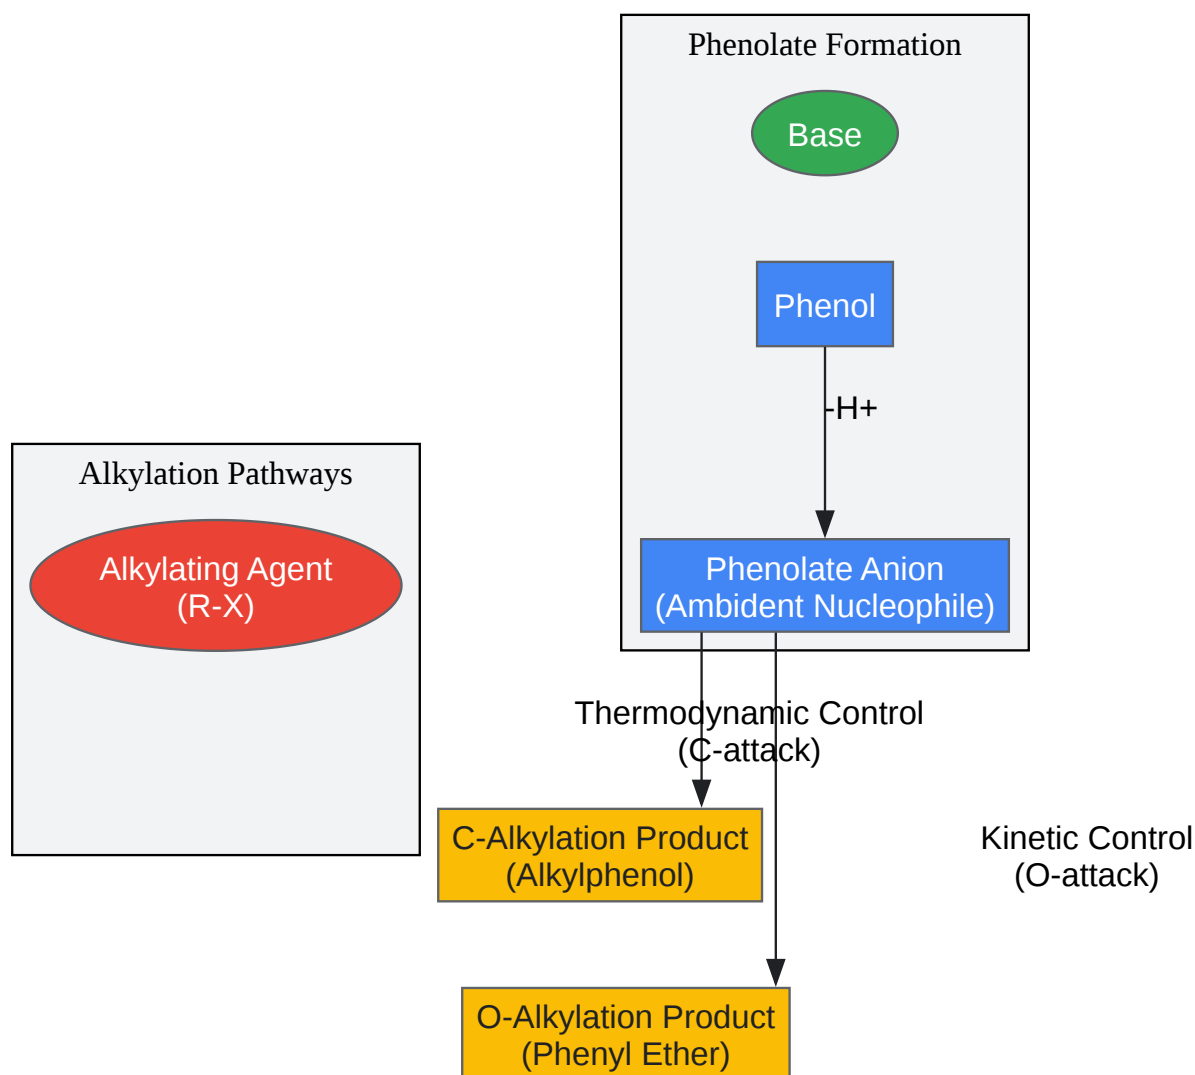 Phenolate Formation
Base
Phenol
-H+
Alkylation Pathways
Alkylating Agent
(R-X)
Phenolate Anion
(Ambident Nucleophile)
Thermodynamic Control
(C-attack)
C-Alkylation Product
(Alkylphenol)
Kinetic Control
(O-attack)
O-Alkylation Product
(Phenyl Ether)